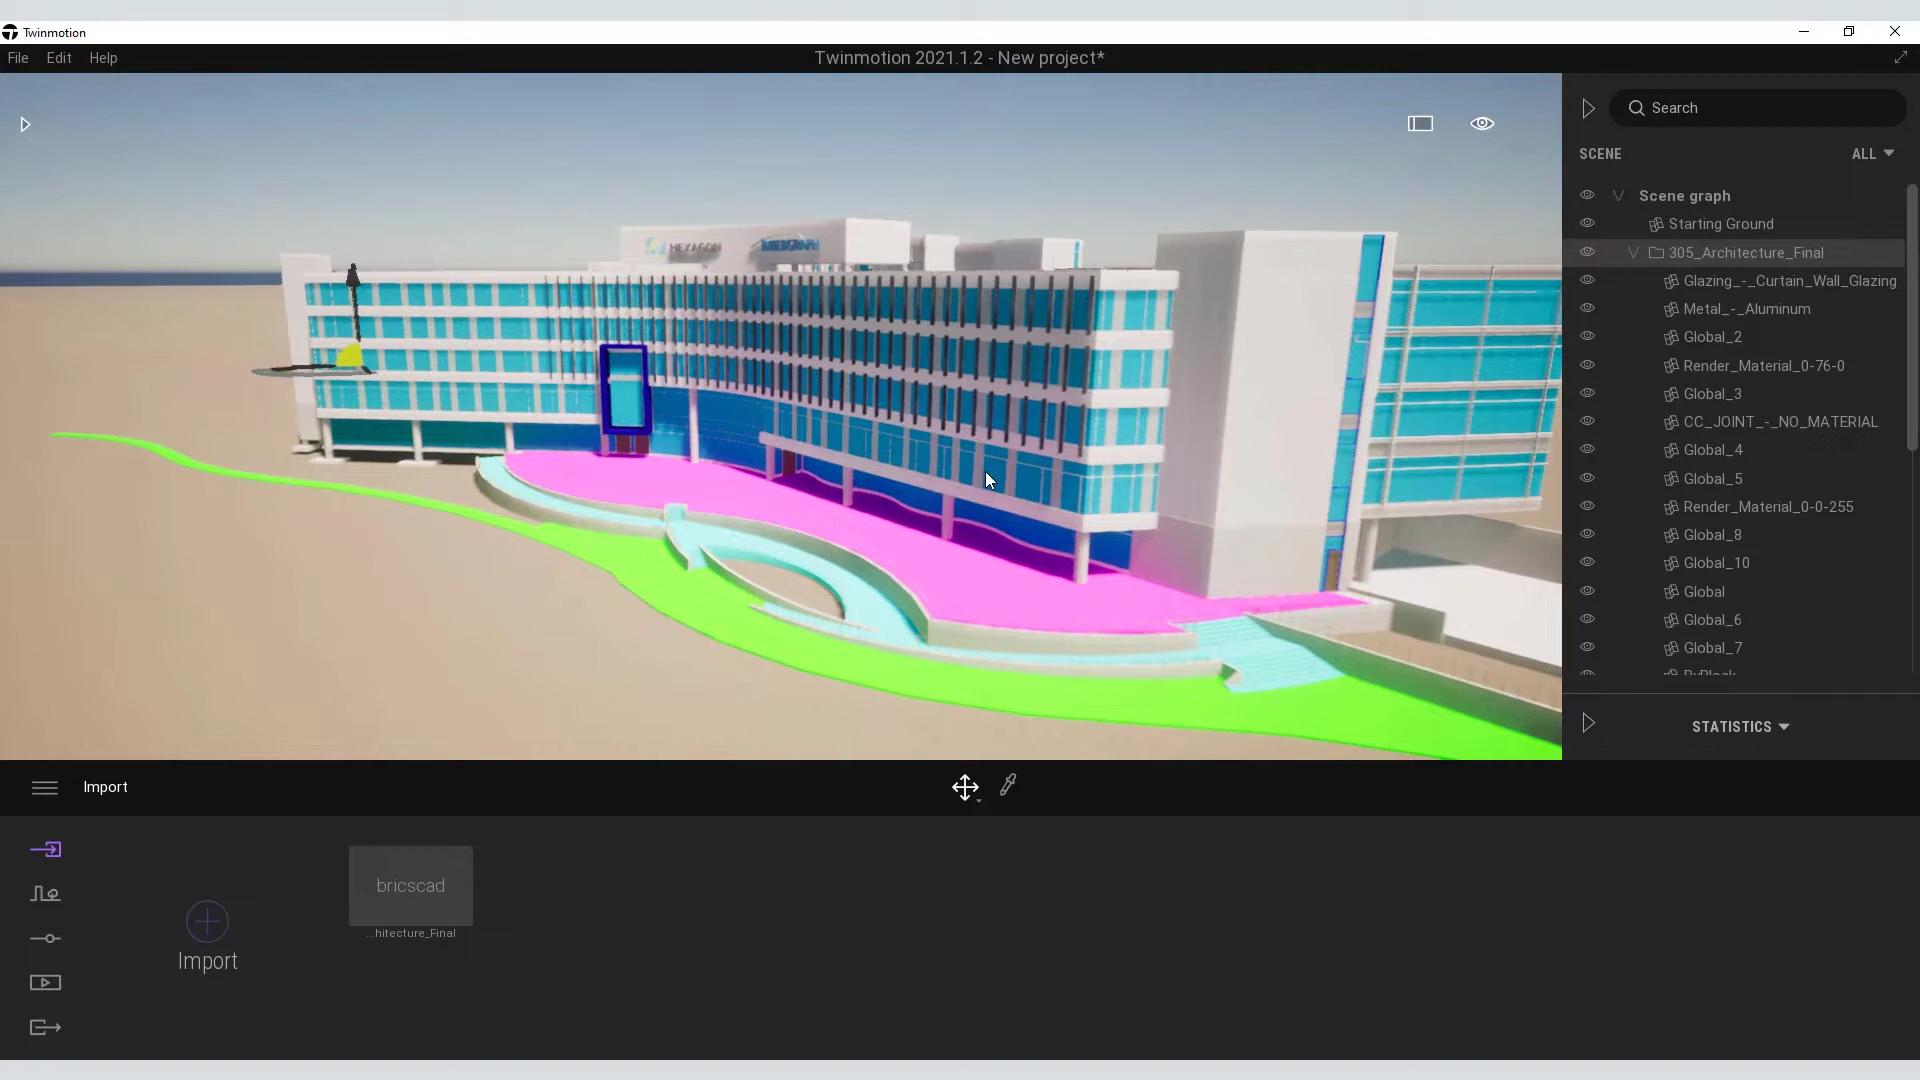 Twinmotion
File Edit Help
Twinmotion 2021.1.2 - New project*
HEXAGON
Search
SCENE
ALL
Scene graph
Starting Ground
305_Architecture_Final
Glazing_-_Curtain_Wall_Glazing
Metal_-_Aluminum
Global_2
Render_Material_0-76-0
Global_3
CC_JOINT_-_NO_MATERIAL
Global_4
Global_5
Render_Material_0-0-255
Global_8
Global_10
Global
Global_6
Global_7
STATISTICS
Import
bricscad
...hitecture_Final
Import